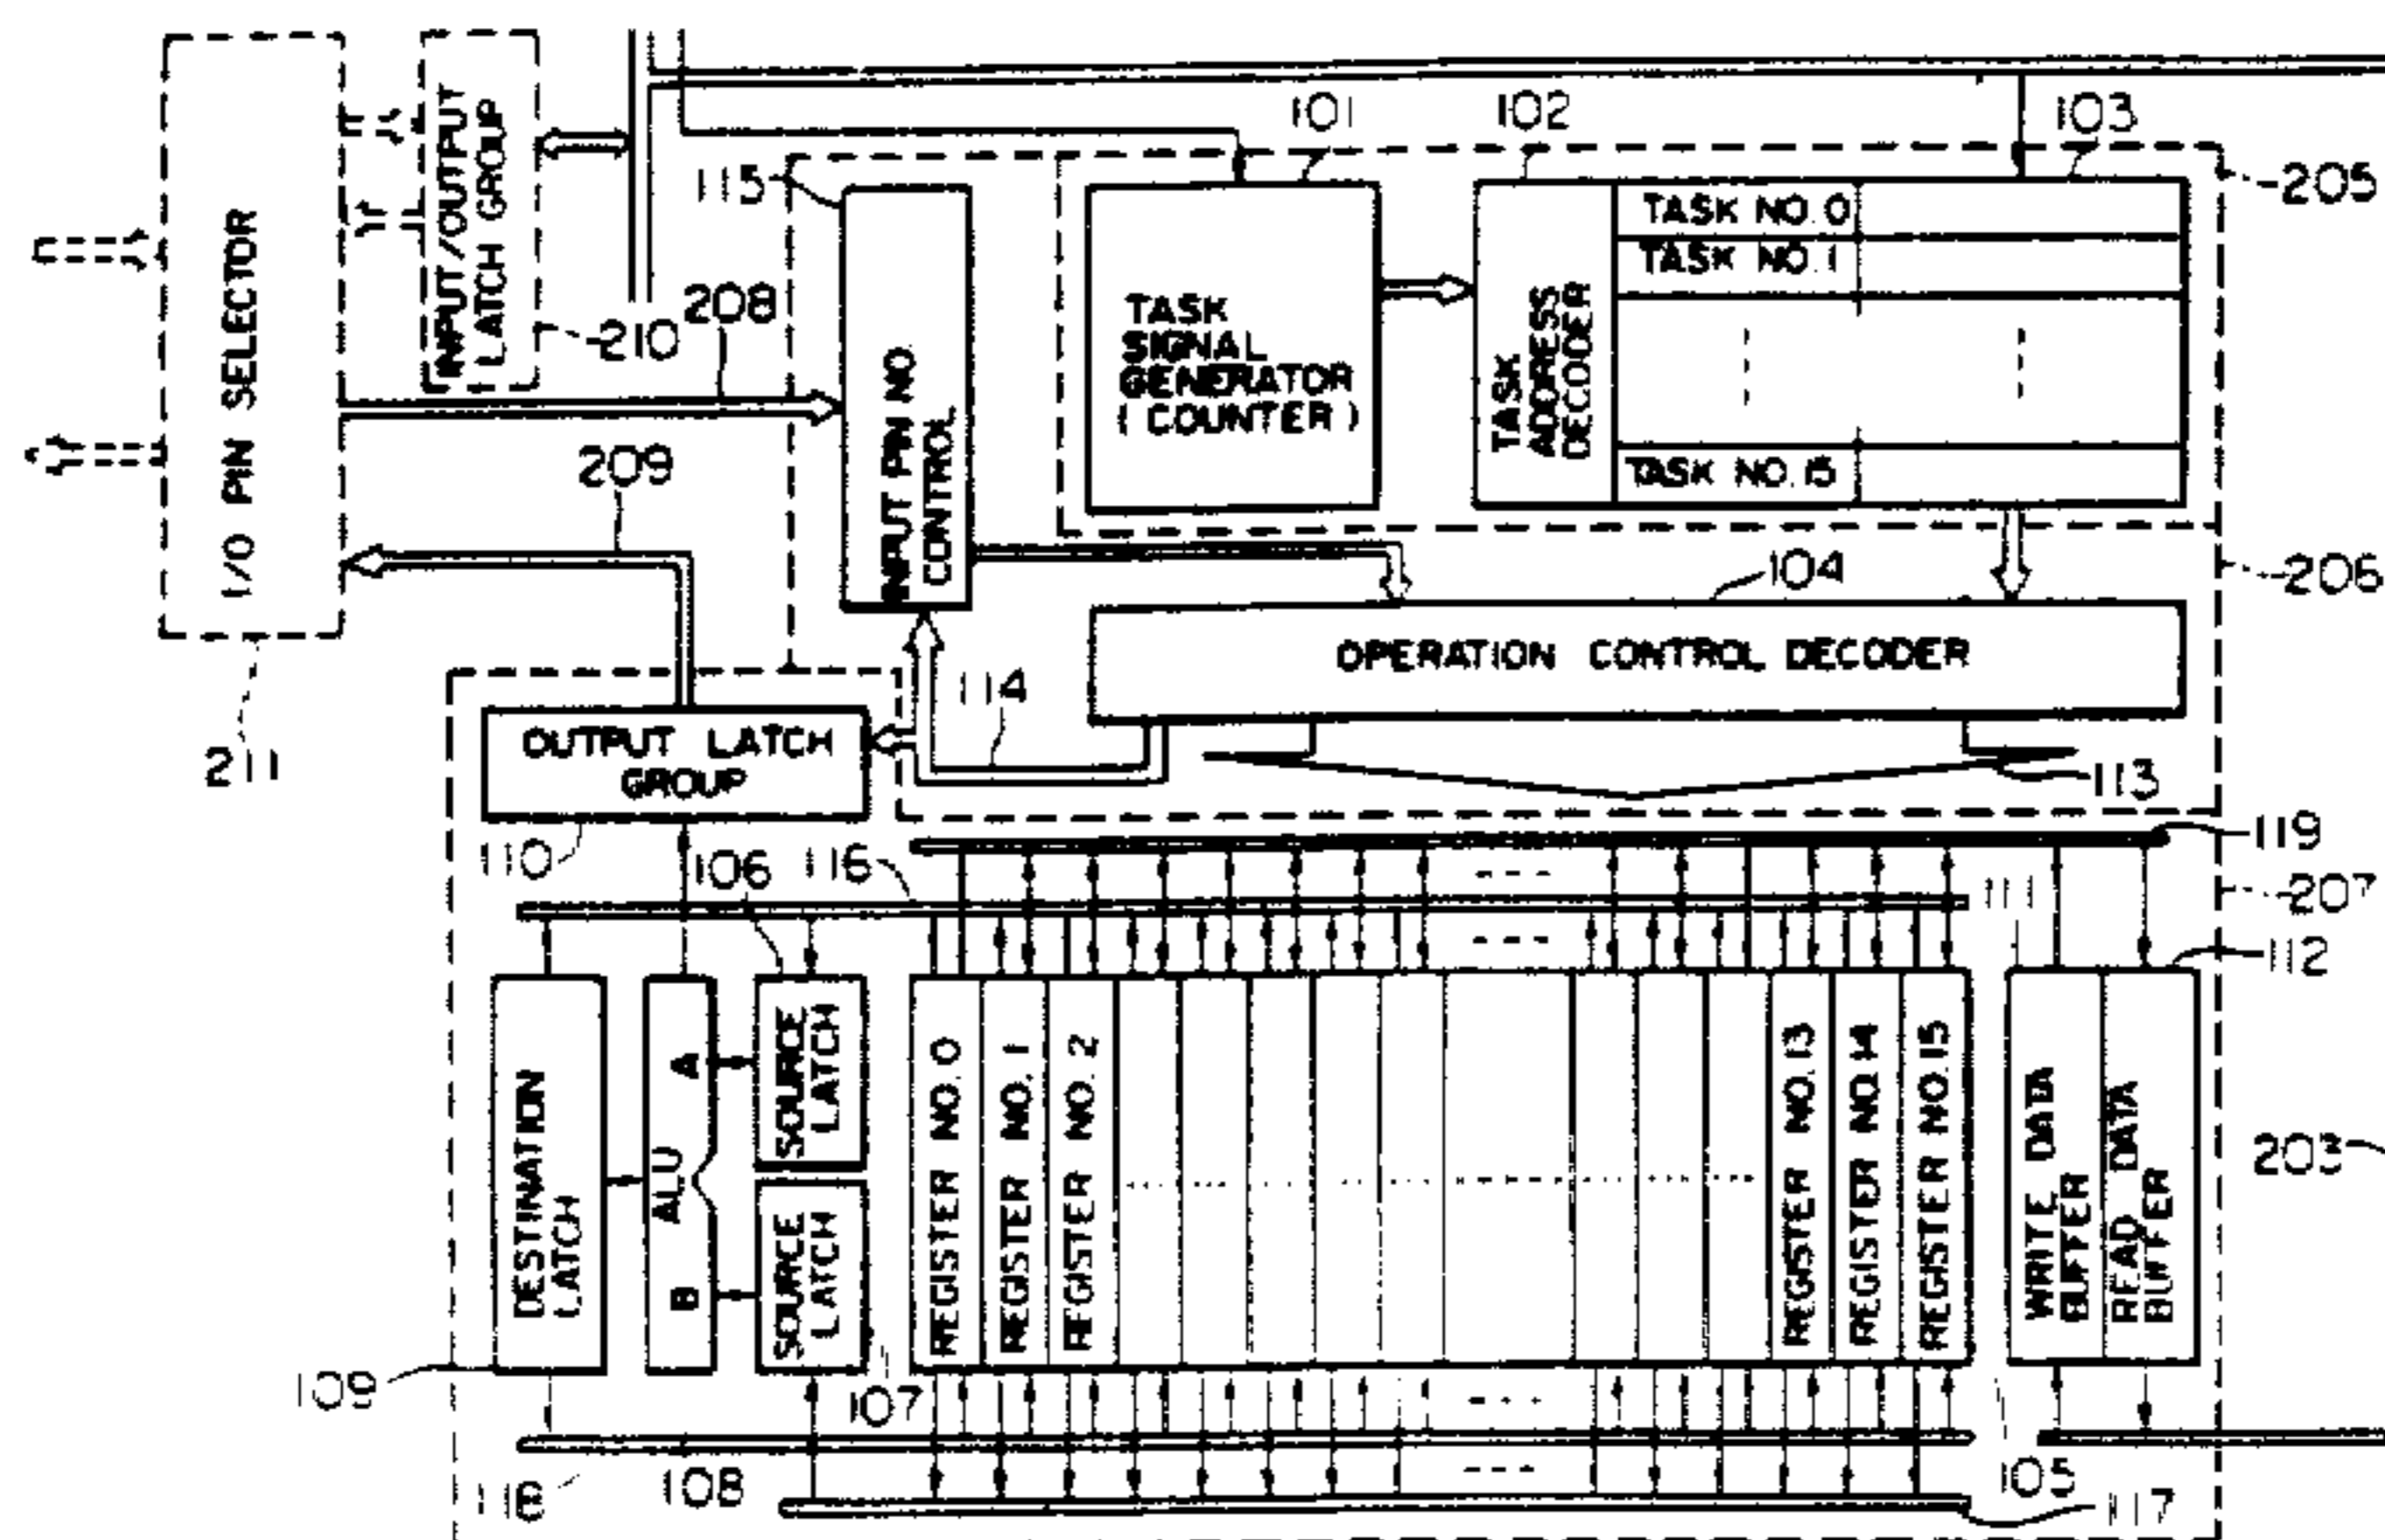 I/O PIN SELECTOR
INPUT/OUTPUT
LATCH GROUP
101
102
103
115
205
208
210
209
211
INPUT PIN NO.
CONTROL
TASK
SIGNAL
GENERATOR
( COUNTER )
TASK
ADDRESS
DECODER
TASK NO. 0
TASK NO. 1
TASK NO. 15
206
104
OPERATION CONTROL DECODER
114
113
OUTPUT LATCH
GROUP
110
106
116
119
111
207
112
DESTINATION
LATCH
ALU
A
B
SOURCE
LATCH
SOURCE
LATCH
REGISTER NO. 0
REGISTER NO. 1
REGISTER NO. 2
REGISTER NO. 13
REGISTER NO. 14
REGISTER NO. 15
WRITE DATA
BUFFER
READ DATA
BUFFER
203
109
107
108
105
117